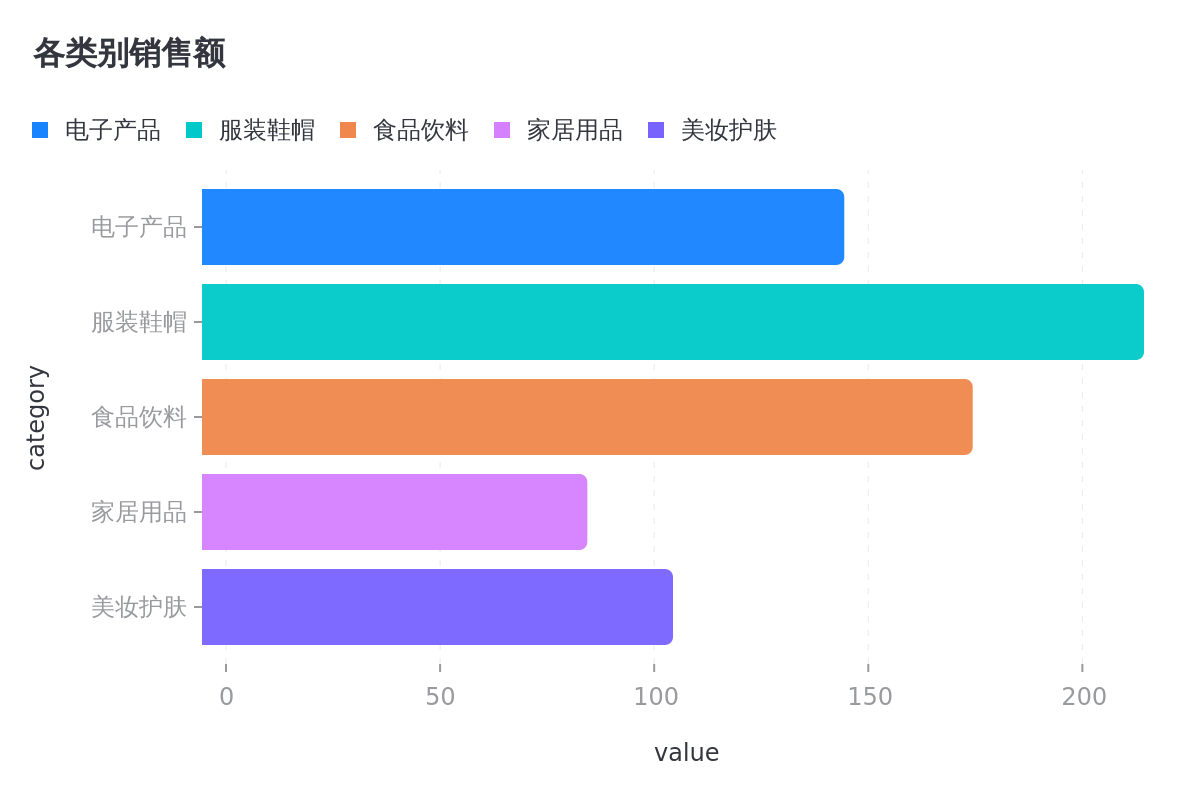 各类别销售额
电子产品 服装鞋帽 食品饮料 家居用品 美妆护肤
电子产品
服装鞋帽
食品饮料
家居用品
美妆护肤
category
0 50 100 150 200
value